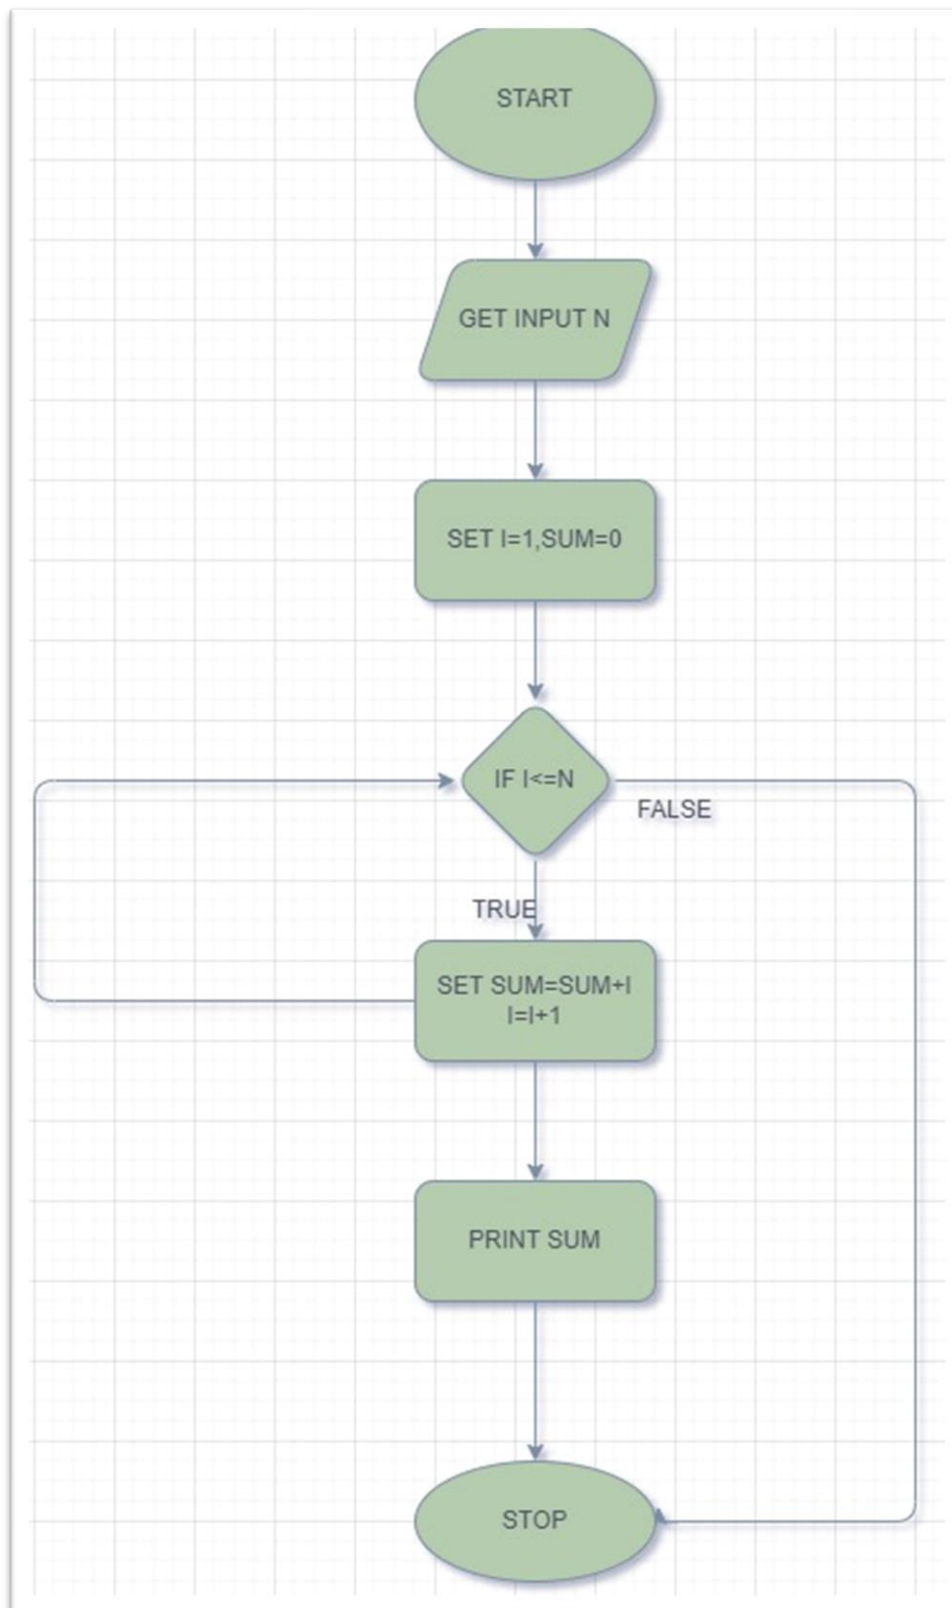 START
GET INPUT N
SET I=1,SUM=0
IF I<=N
FALSE
TRUE
SET SUM=SUM+I
I=I+1
PRINT SUM
STOP